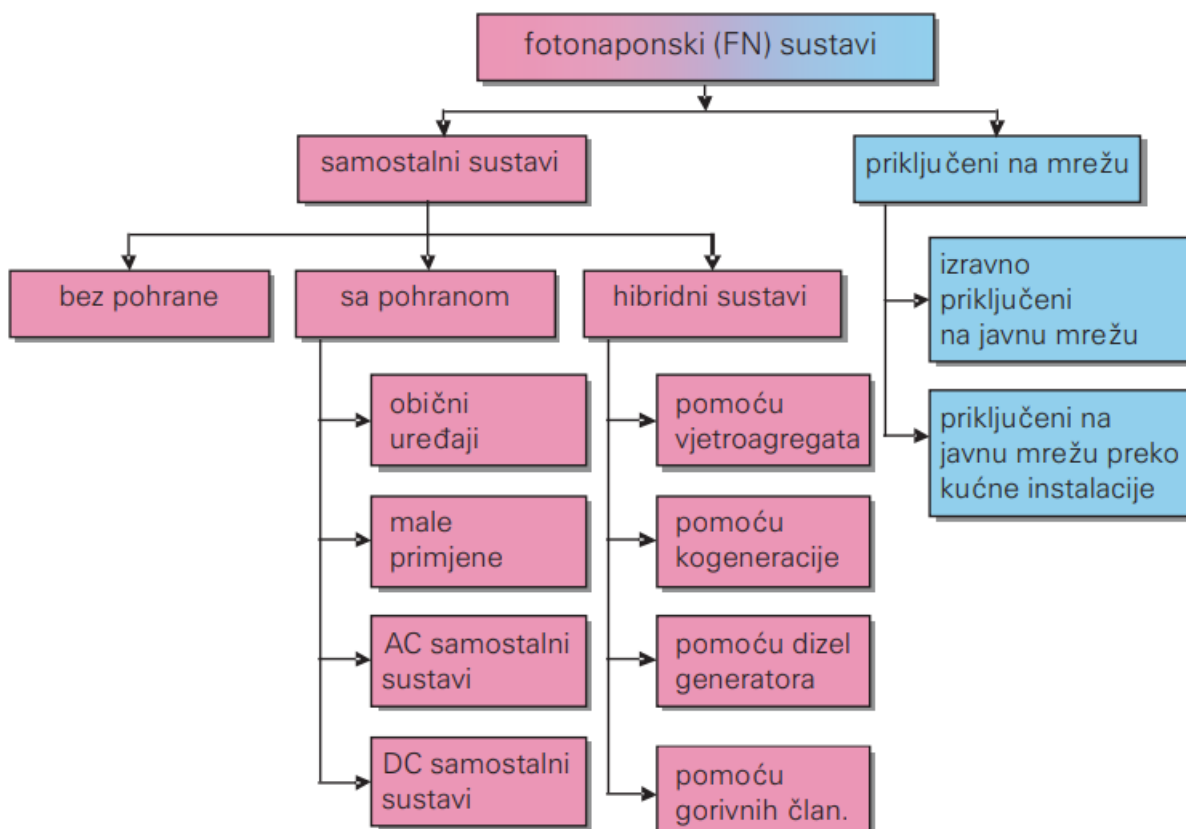 fotonaponski (FN) sustavi
samostalni sustavi
priključeni na mrežu
bez pohrane
sa pohranom
hibridni sustavi
izravno
priključeni
na javnu mrežu
obični
uređaji
pomoću
vjetroagregata
priključeni na
javnu mrežu preko
kućne instalacije
male
primjene
pomoću
kogeneracije
AC samostalni
sustavi
pomoću dizel
generatora
DC samostalni
sustavi
pomoću
gorivnih član.